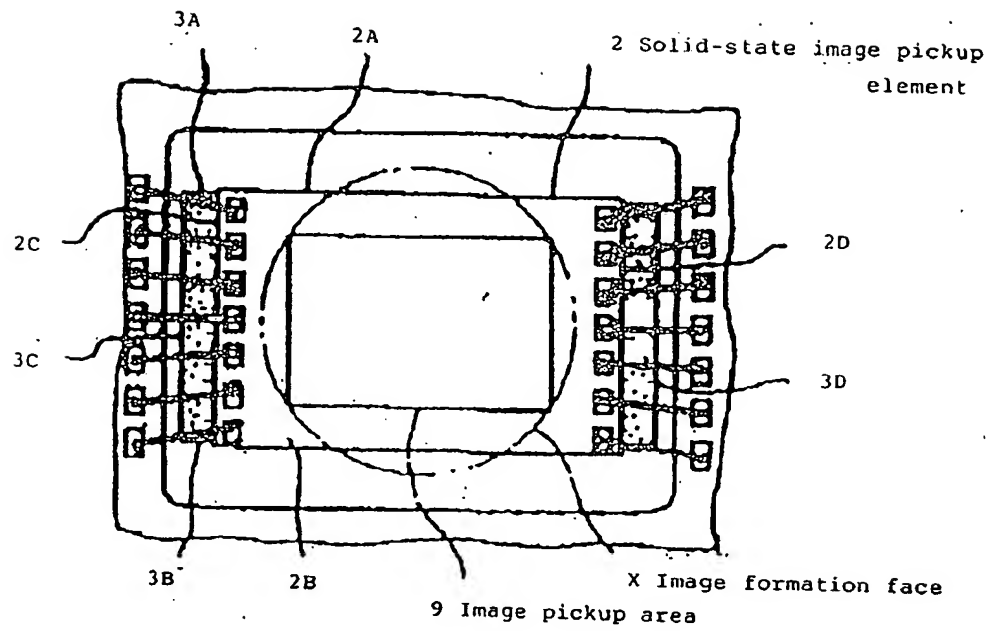 3A
2A
2 Solid-state image pickup
element
2C
2D
3C
3D
3B
2B
X Image formation face
9 Image pickup area